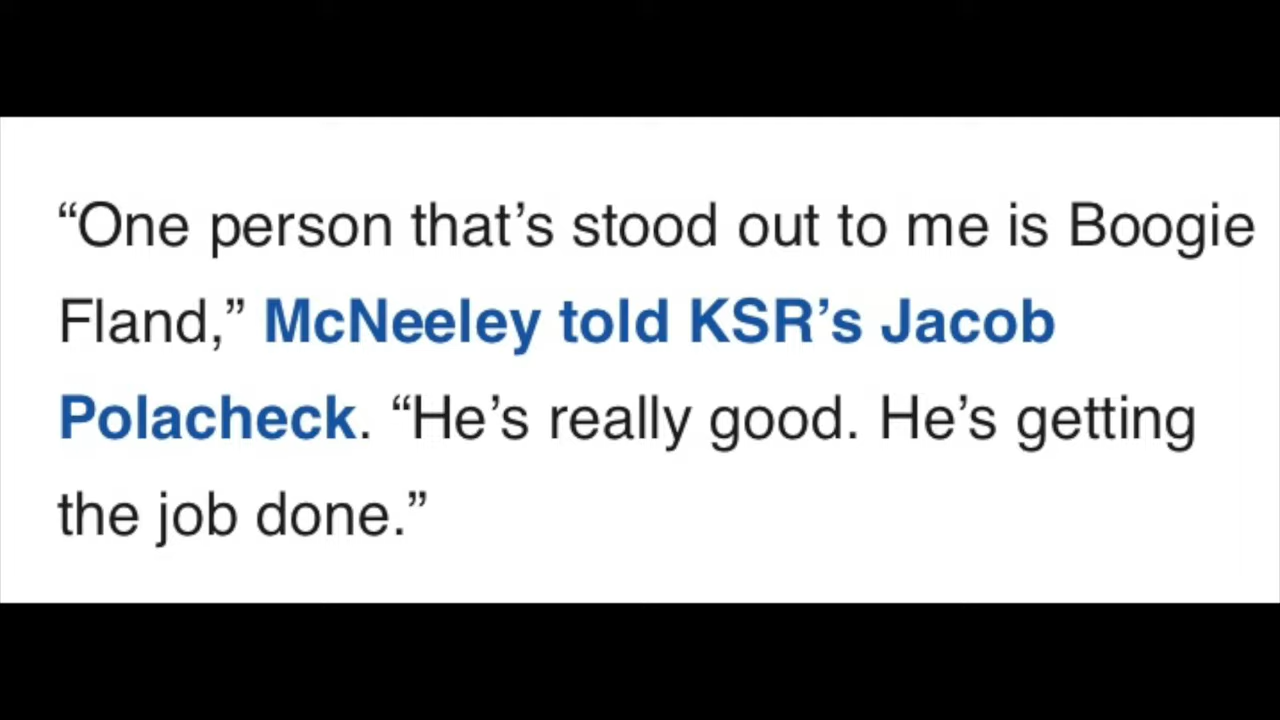 “One person that’s stood out to me is Boogie
Fland,” McNeeley told KSR’s Jacob
Polacheck. “He’s really good. He’s getting
the job done.”